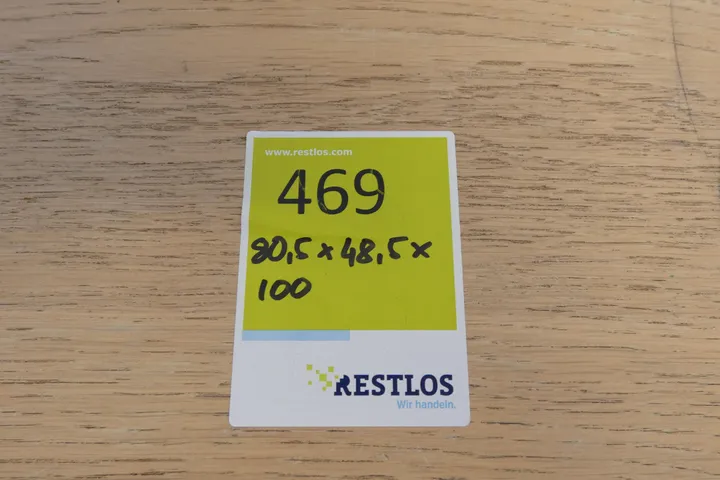 www.restlos.com
469
80,5 x 48,5 x
100
RESTLOS
Wir handeln.